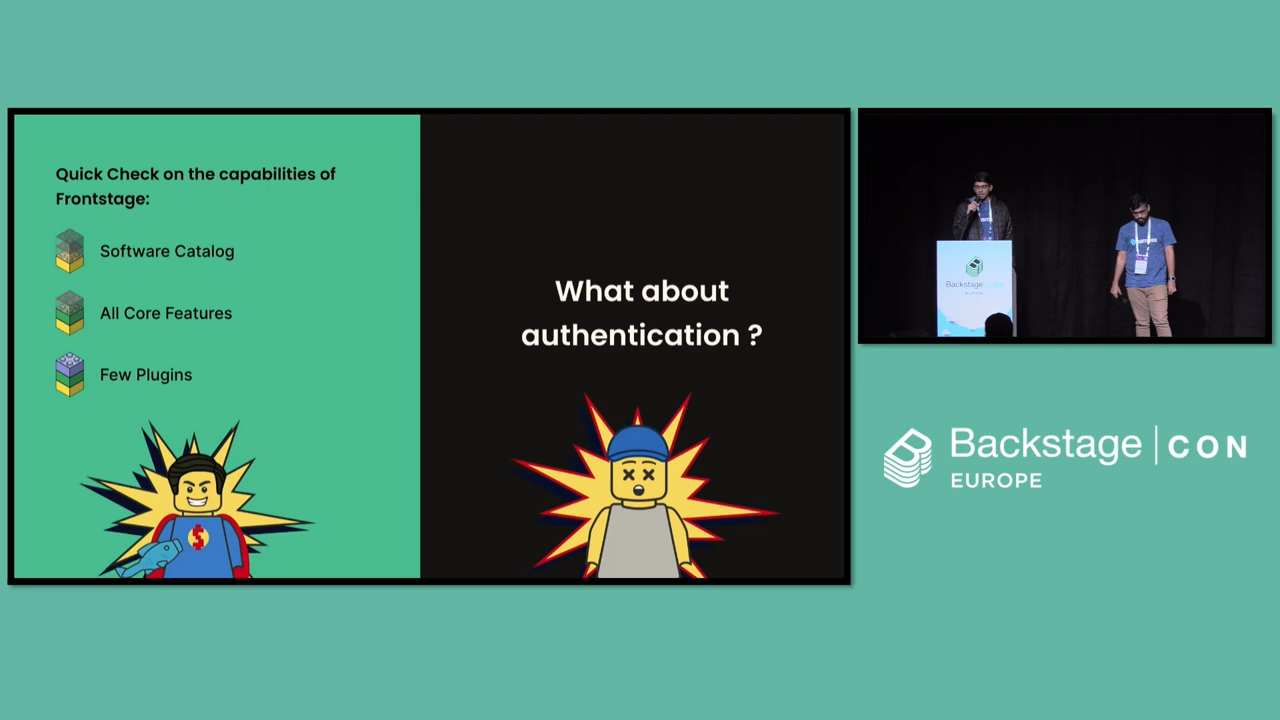 Quick Check on the capabilities of
Frontstage:
Software Catalog
All Core Features
Few Plugins
What about
authentication ?
Backstage
Backstage | CON
EUROPE